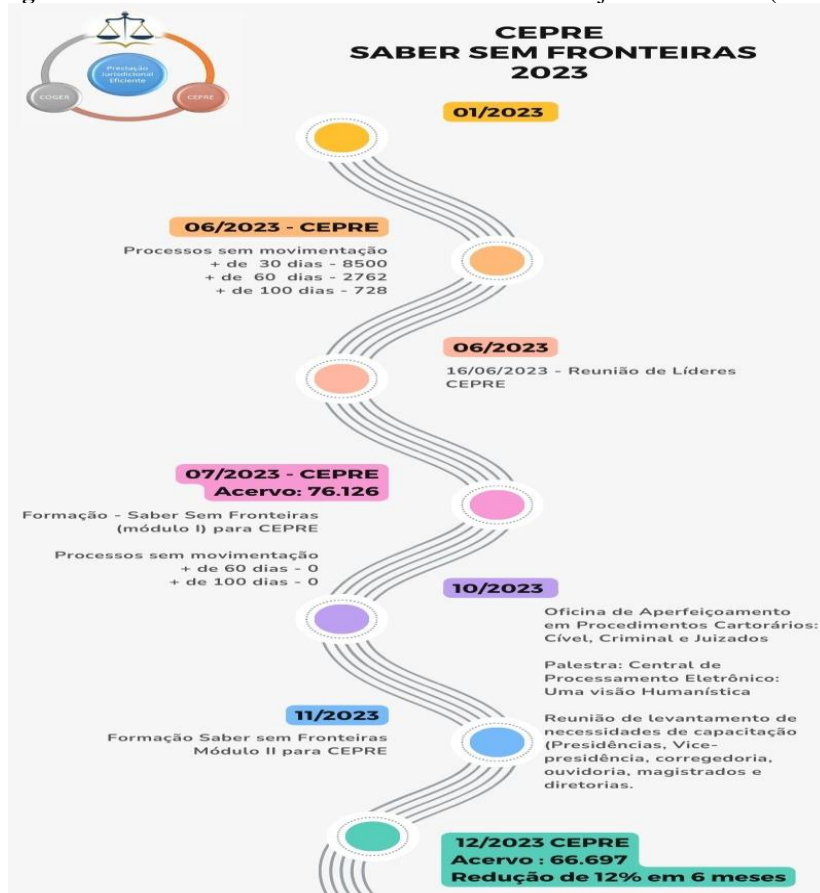 CEPRE
SABER SEM FRONTEIRAS
2023
Prestação
Jurisdicional
Eficiente
COGER
CEPRE
01/2023
06/2023 - CEPRE
Processos sem movimentação
+ de 30 dias - 8500
+ de 60 dias - 2762
+ de 100 dias - 728
06/2023
16/06/2023 - Reunião de Líderes
CEPRE
07/2023 - CEPRE
Acervo: 76.126
Formação - Saber Sem Fronteiras
(módulo I) para CEPRE
Processos sem movimentação
+ de 60 dias - 0
+ de 100 dias - 0
10/2023
Oficina de Aperfeiçoamento
em Procedimentos Cartorários:
Cível, Criminal e Juizados
Palestra: Central de
Processamento Eletrônico:
Uma visão Humanística
Reunião de levantamento de
necessidades de capacitação
(Presidências, Vice-
presidência, corregedoria,
ouvidoria, magistrados e
diretorias.
11/2023
Formação Saber sem Fronteiras
Módulo II para CEPRE
12/2023 CEPRE
Acervo : 66.697
Redução de 12% em 6 meses